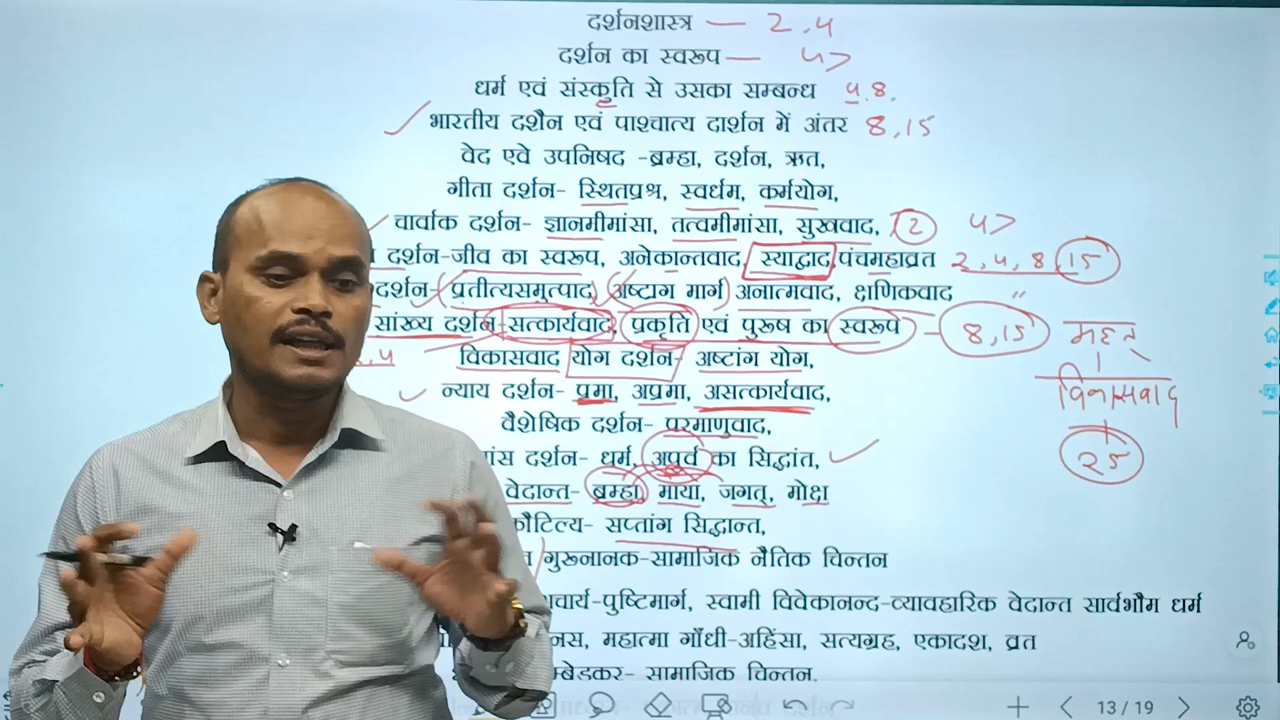 दर्शनशास्त्र — 2,4
दर्शन का स्वरूप — 4>
धर्म एवं संस्कृति से उसका सम्बन्ध 4.8.
भारतीय दर्शन एवं पाश्चात्य दार्शन में अंतर 8,15
वेद एवे उपनिषद -ब्रम्हा, दर्शन, ऋत,
गीता दर्शन- स्थितप्रश्र, स्वर्धम, कर्मयोग,
चार्वाक दर्शन- ज्ञानमीमांसा, तत्वमीमांसा, सुखवाद, 2 4>
दर्शन-जीव का स्वरूप, अनेकान्तवाद, स्याद्वाद,पंचमहाव्रत 2,4,8,15
दर्शन- प्रतीत्यसमुत्पाद, अष्टाग मार्ग, अनात्मवाद, क्षणिकवाद "
सांख्य दर्शन-सत्कार्यवाद, प्रकृति एवं पुरूष का स्वरूप - 8,15
महत्
विकासवाद योग दर्शन- अष्टांग योग,
न्याय दर्शन- प्रमा, अप्रमा, असत्कार्यवाद,
विकासवाद
वैशेषिक दर्शन- परमाणुवाद,
25
दर्शन- धर्म, अपूर्व का सिद्धांत,
वेदान्त- ब्रम्हा, माया, जगत्, मोक्ष
कौटिल्य- सप्तांग सिद्धान्त,
गुरूनानक-सामाजिक नैतिक चिन्तन
पुष्टिमार्ग, स्वामी विवेकानन्द-व्यावहारिक वेदान्त सार्वभौम धर्म
महात्मा गाँधी-अहिंसा, सत्यग्रह, एकादश, व्रत
सामाजिक चिन्तन,
13 / 19